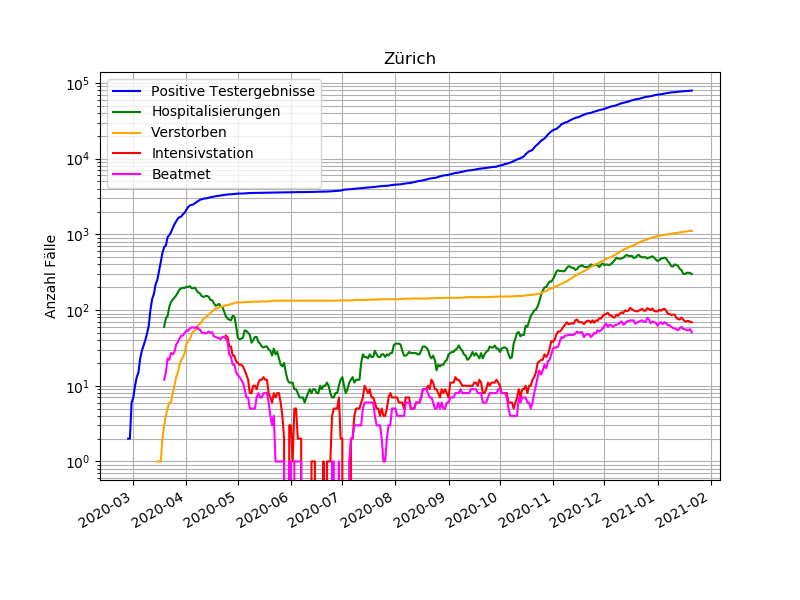 Zürich
Anzahl Fälle
10^5
10^4
10^3
10^2
10^1
10^0
Positive Testergebnisse
Hospitalisierungen
Verstorben
Intensivstation
Beatmet
2020-03
2020-04
2020-05
2020-06
2020-07
2020-08
2020-09
2020-10
2020-11
2020-12
2021-01
2021-02